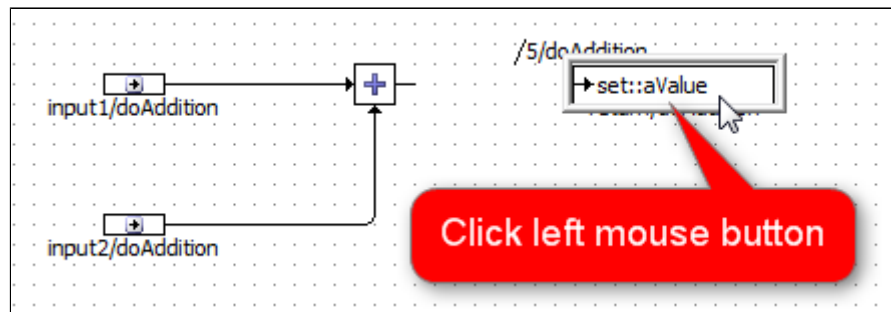 /5/doAddition
set::aValue
input1/doAddition
Click left mouse button
input2/doAddition